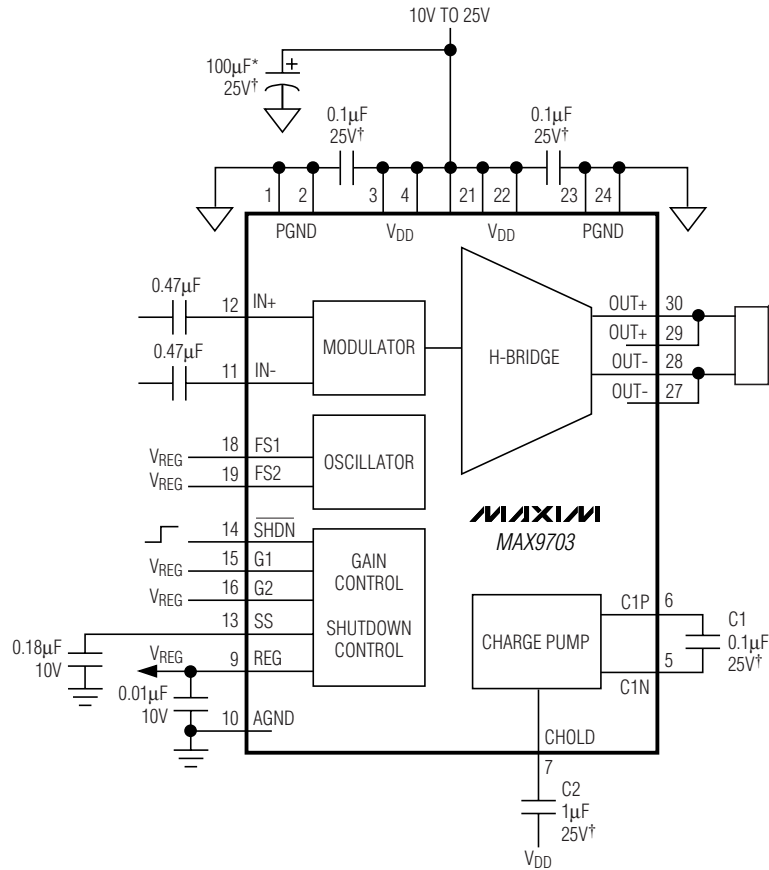 10V TO 25V
100µF*
25V†
+
0.1µF
25V†
0.1µF
25V†
1
2
3
4
21
22
23
24
PGND
VDD
VDD
PGND
0.47µF
12
IN+
0.47µF
11
IN-
MODULATOR
H-BRIDGE
OUT+
30
OUT+
29
OUT-
28
OUT-
27
VREG
18
FS1
VREG
19
FS2
OSCILLATOR
14
SHDN
VREG
15
G1
VREG
16
G2
13
SS
GAIN
CONTROL
SHUTDOWN
CONTROL
MAXIM
MAX9703
0.18µF
10V
VREG
9
REG
0.01µF
10V
10
AGND
CHARGE PUMP
C1P
6
C1
0.1µF
25V†
C1N
5
CHOLD
7
C2
1µF
25V†
VDD